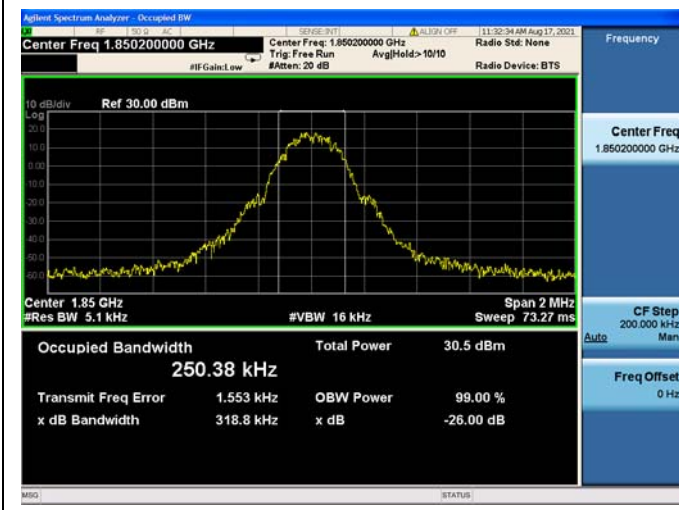 Agilent Spectrum Analyzer - Occupied BW
RF 50 Ω AC SENSE:INT ALIGN OFF 11:32:34 AM Aug 17, 2021
Center Freq 1.850200000 GHz
Center Freq: 1.850200000 GHz Radio Std: None
Trig: Free Run Avg|Hold:> 10/10
#IFGain:Low #Atten: 20 dB Radio Device: BTS
Frequency
10 dB/div Ref 30.00 dBm
Log
20.0
10.0
0.00
-10.0
-20.0
-30.0
-40.0
-50.0
-60.0
Center 1.85 GHz Span 2 MHz
#Res BW 5.1 kHz #VBW 16 kHz Sweep 73.27 ms
Occupied Bandwidth Total Power 30.5 dBm
250.38 kHz
Transmit Freq Error 1.553 kHz OBW Power 99.00 %
x dB Bandwidth 318.8 kHz x dB -26.00 dB
Center Freq
1.850200000 GHz
CF Step
200.000 kHz
Auto Man
Freq Offset
0 Hz
MSG STATUS